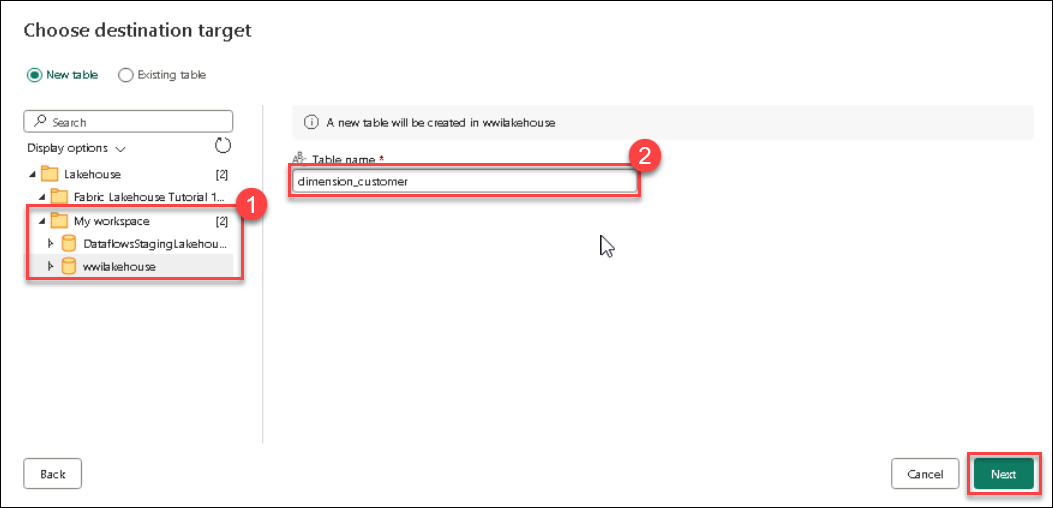 Choose destination target
New table
Existing table
Search
Display options
Lakehouse [2]
Fabric Lakehouse Tutorial 1...
My workspace [2]
DataflowsStagingLakehou...
wwilakehouse
1
A new table will be created in wwilakehouse
Table name *
2
dimension_customer
Back
Cancel
Next